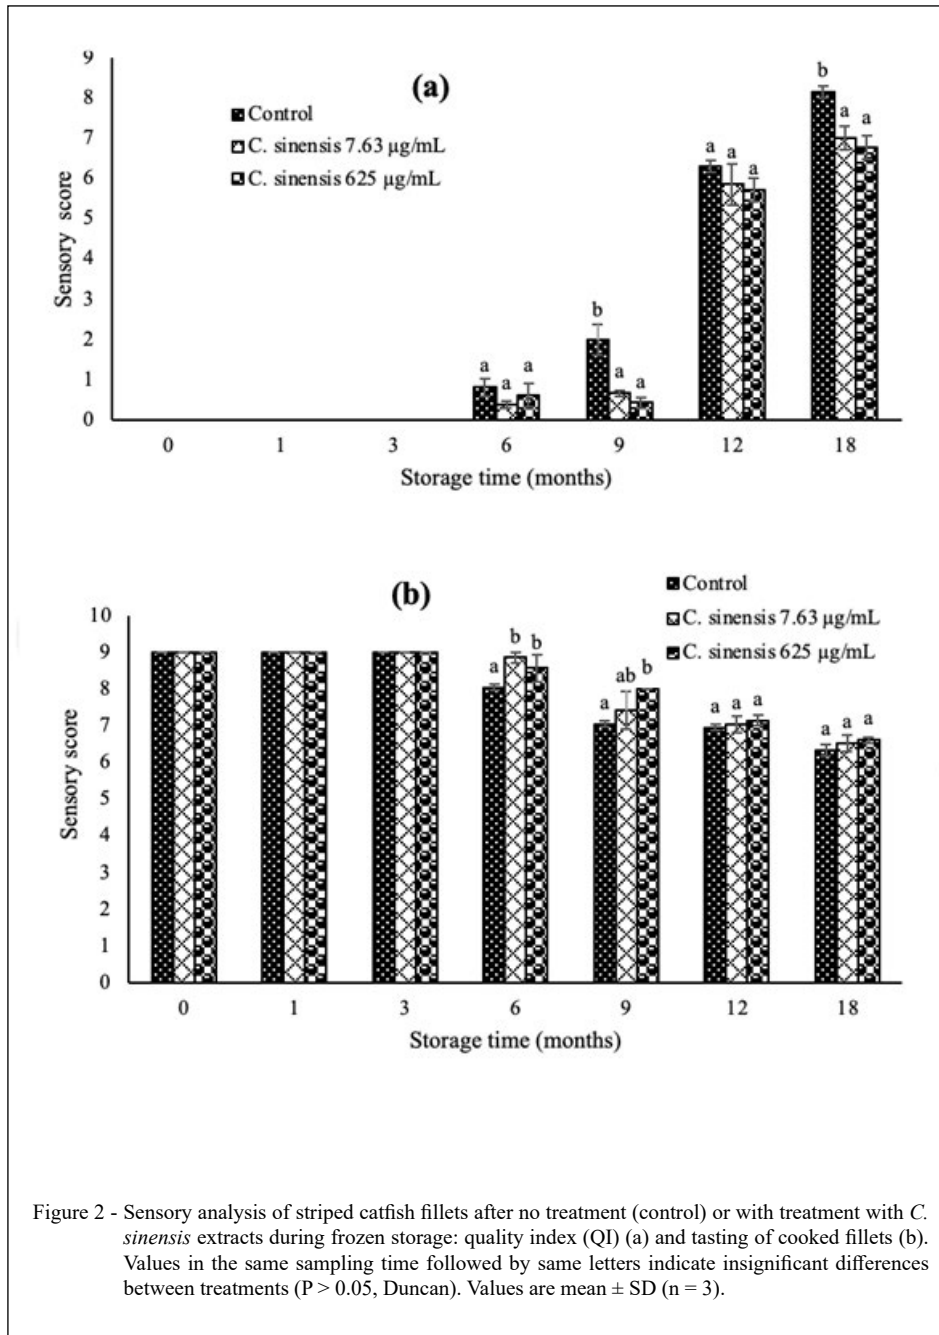 (a)
Control
C. sinensis 7.63 µg/mL
C. sinensis 625 µg/mL
Sensory score
9
8
7
6
5
4
3
2
1
0
a a a
b a a
a a a
b a a
0 1 3 6 9 12 18
Storage time (months)
(b)
Control
C. sinensis 7.63 µg/mL
C. sinensis 625 µg/mL
Sensory score
10
9
8
7
6
5
4
3
2
1
0
a b b
a ab b
a a a
a a a
0 1 3 6 9 12 18
Storage time (months)
Figure 2 - Sensory analysis of striped catfish fillets after no treatment (control) or with treatment with C.
sinensis extracts during frozen storage: quality index (QI) (a) and tasting of cooked fillets (b).
Values in the same sampling time followed by same letters indicate insignificant differences
between treatments (P > 0.05, Duncan). Values are mean ± SD (n = 3).